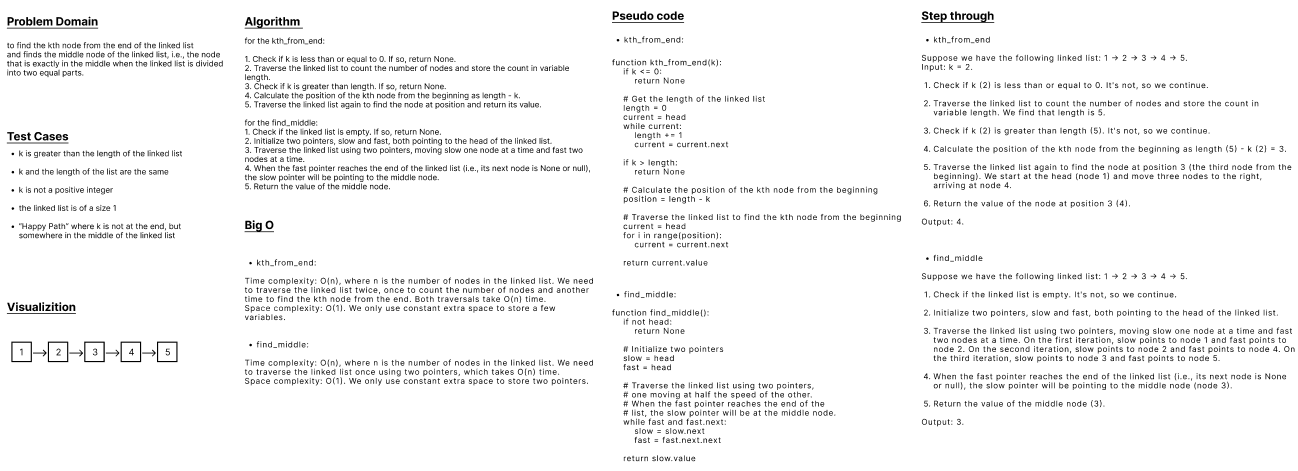 Problem Domain
to find the kth node from the end of the linked list
and finds the middle node of the linked list, i.e., the node
that is exactly in the middle when the linked list is divided
into two equal parts.
Test Cases
• k is greater than the length of the linked list
• k and the length of the list are the same
• k is not a positive integer
• the linked list is of a size 1
• "Happy Path" where k is not at the end, but
somewhere in the middle of the linked list
Visualizition
1 → 2 → 3 → 4 → 5
Algorithm
for the kth_from_end:
1. Check if k is less than or equal to 0. If so, return None.
2. Traverse the linked list to count the number of nodes and store the count in variable
length.
3. Check if k is greater than length. If so, return None.
4. Calculate the position of the kth node from the beginning as length - k.
5. Traverse the linked list again to find the node at position and return its value.
for the find_middle:
1. Check if the linked list is empty. If so, return None.
2. Initialize two pointers, slow and fast, both pointing to the head of the linked list.
3. Traverse the linked list using two pointers, moving slow one node at a time and fast two
nodes at a time.
4. When the fast pointer reaches the end of the linked list (i.e., its next node is None or null),
the slow pointer will be pointing to the middle node.
5. Return the value of the middle node.
Big O
• kth_from_end:
Time complexity: O(n), where n is the number of nodes in the linked list. We need
to traverse the linked list twice, once to count the number of nodes and another
time to find the kth node from the end. Both traversals take O(n) time.
Space complexity: O(1). We only use constant extra space to store a few
variables.
• find_middle:
Time complexity: O(n), where n is the number of nodes in the linked list. We need
to traverse the linked list once using two pointers, which takes O(n) time.
Space complexity: O(1). We only use constant extra space to store two pointers.
Pseudo code
• kth_from_end:
function kth_from_end(k):
if k <= 0:
return None
# Get the length of the linked list
length = 0
current = head
while current:
length += 1
current = current.next
if k > length:
return None
# Calculate the position of the kth node from the beginning
position = length - k
# Traverse the linked list to find the kth node from the beginning
current = head
for i in range(position):
current = current.next
return current.value
• find_middle:
function find_middle():
if not head:
return None
# Initialize two pointers
slow = head
fast = head
# Traverse the linked list using two pointers,
# one moving at half the speed of the other.
# When the fast pointer reaches the end of the
# list, the slow pointer will be at the middle node.
while fast and fast.next:
slow = slow.next
fast = fast.next.next
return slow.value
Step through
• kth_from_end
Suppose we have the following linked list: 1 → 2 → 3 → 4 → 5.
Input: k = 2.
1. Check if k (2) is less than or equal to 0. It's not, so we continue.
2. Traverse the linked list to count the number of nodes and store the count in
variable length. We find that length is 5.
3. Check if k (2) is greater than length (5). It's not, so we continue.
4. Calculate the position of the kth node from the beginning as length (5) - k (2) = 3.
5. Traverse the linked list again to find the node at position 3 (the third node from the
beginning). We start at the head (node 1) and move three nodes to the right,
arriving at node 4.
6. Return the value of the node at position 3 (4).
Output: 4.
• find_middle
Suppose we have the following linked list: 1 → 2 → 3 → 4 → 5.
1. Check if the linked list is empty. It's not, so we continue.
2. Initialize two pointers, slow and fast, both pointing to the head of the linked list.
3. Traverse the linked list using two pointers, moving slow one node at a time and fast
two nodes at a time. On the first iteration, slow points to node 1 and fast points to
node 2. On the second iteration, slow points to node 2 and fast points to node 4. On
the third iteration, slow points to node 3 and fast points to node 5.
4. When the fast pointer reaches the end of the linked list (i.e., its next node is None
or null), the slow pointer will be pointing to the middle node (node 3).
5. Return the value of the middle node (3).
Output: 3.